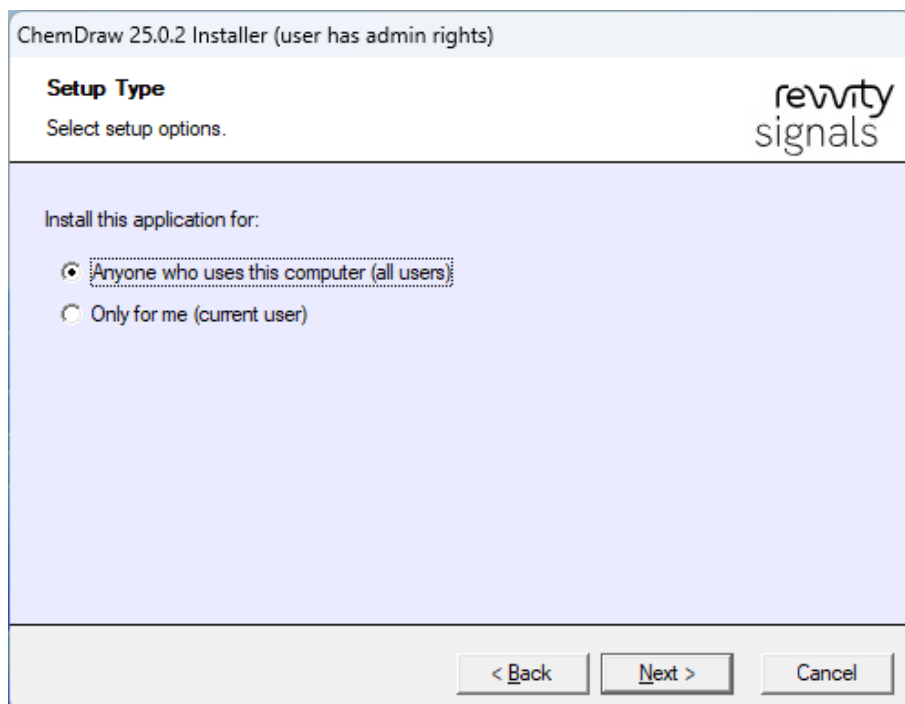 ChemDraw 25.0.2 Installer (user has admin rights)
Setup Type
Select setup options.
revvity
signals
Install this application for:
Anyone who uses this computer (all users)
Only for me (current user)
< Back
Next >
Cancel